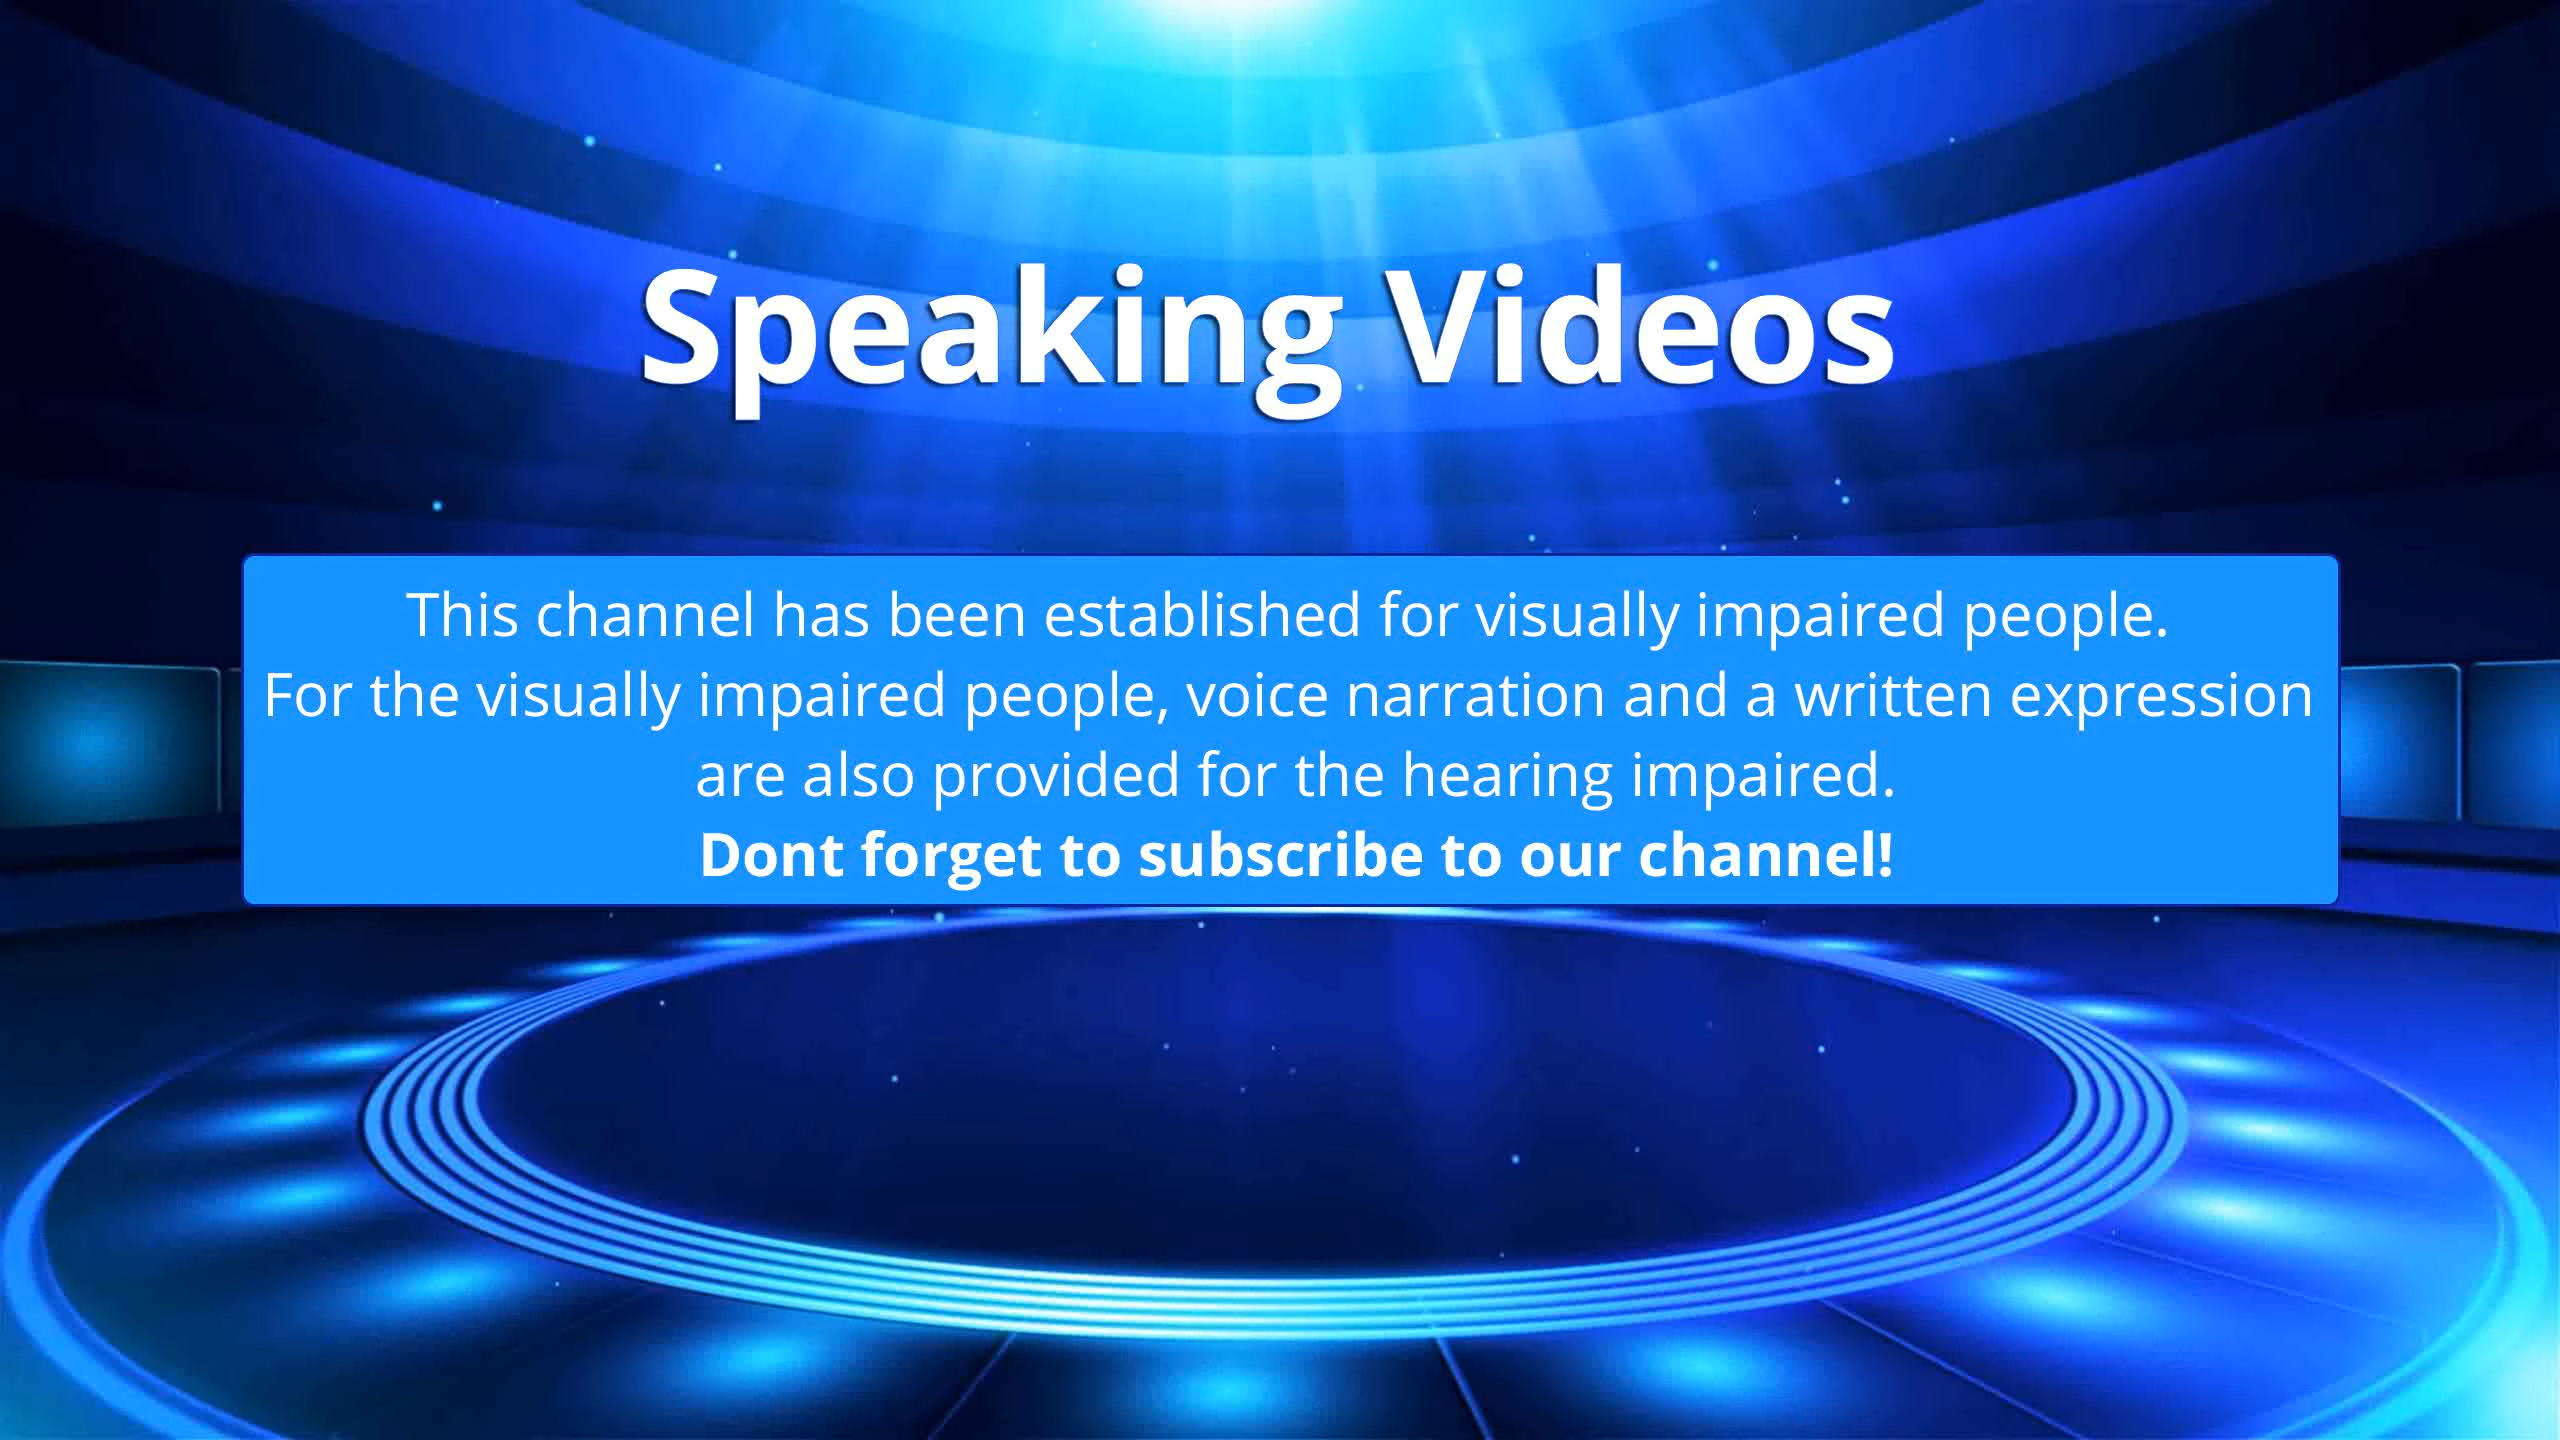 Speaking Videos
This channel has been established for visually impaired people.
For the visually impaired people, voice narration and a written expression
are also provided for the hearing impaired.
Dont forget to subscribe to our channel!